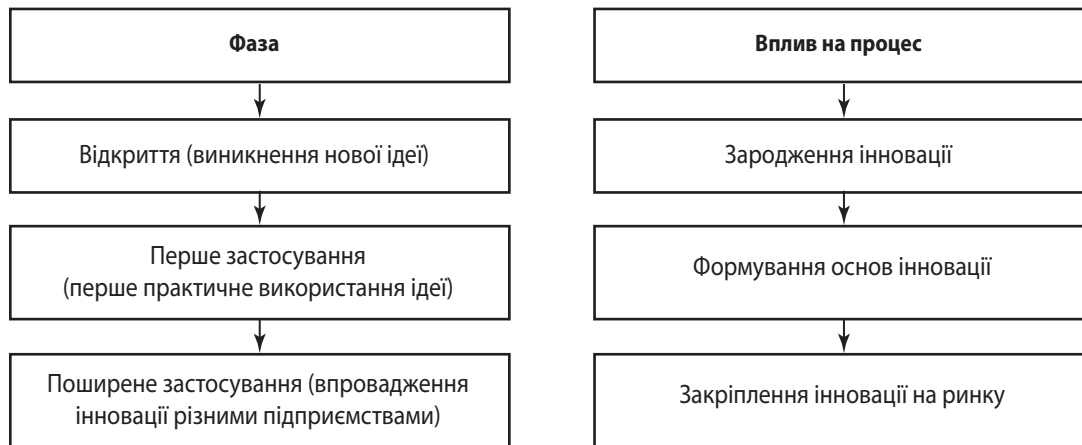 Фаза
Вплив на процес
Відкриття (виникнення нової ідеї)
Зародження інновації
Перше застосування
(перше практичне використання ідеї)
Формування основ інновації
Поширене застосування (впровадження
інновації різними підприємствами)
Закріплення інновації на ринку